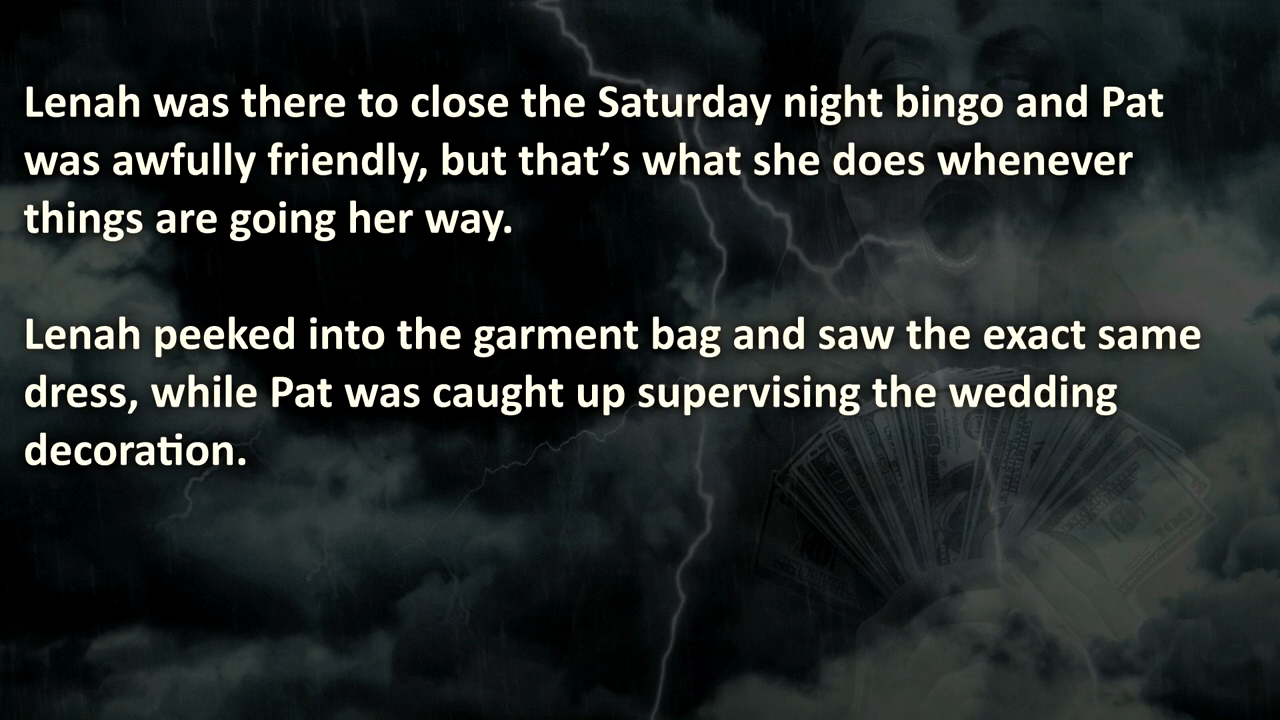 Lenah was there to close the Saturday night bingo and Pat
was awfully friendly, but that’s what she does whenever
things are going her way.
Lenah peeked into the garment bag and saw the exact same
dress, while Pat was caught up supervising the wedding
decoration.